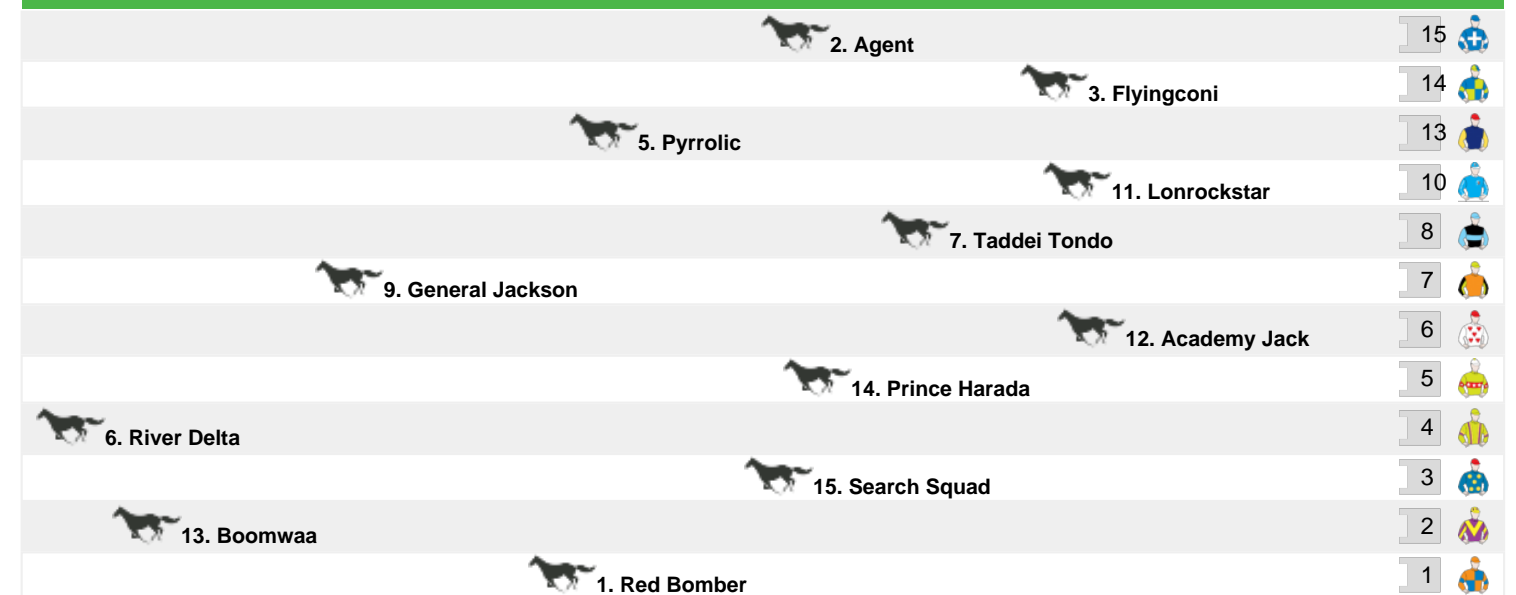 2. Agent 15
3. Flyingconi 14
5. Pyrrolic 13
11. Lonrockstar 10
7. Taddei Tondo 8
9. General Jackson 7
12. Academy Jack 6
14. Prince Harada 5
6. River Delta 4
15. Search Squad 3
13. Boomwaa 2
1. Red Bomber 1